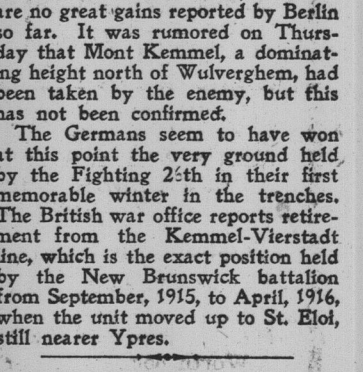 are no great gains reported by Berlin
so far. It was rumored on Thurs-
day that Mont Kemmel, a dominat-
ng height north of Wulverghem, had
been taken by the enemy, but this
has not been confirmed.
The Germans seem to have won
at this point the very ground held
by the Fighting 26th in their first
memorable winter in the trenches.
The British war office reports retire-
ment from the Kemmel-Vierstadt
line, which is the exact position held
by the New Brunswick battalion
from September, 1915, to April, 1916,
when the unit moved up to St. Eloi,
still nearer Ypres.